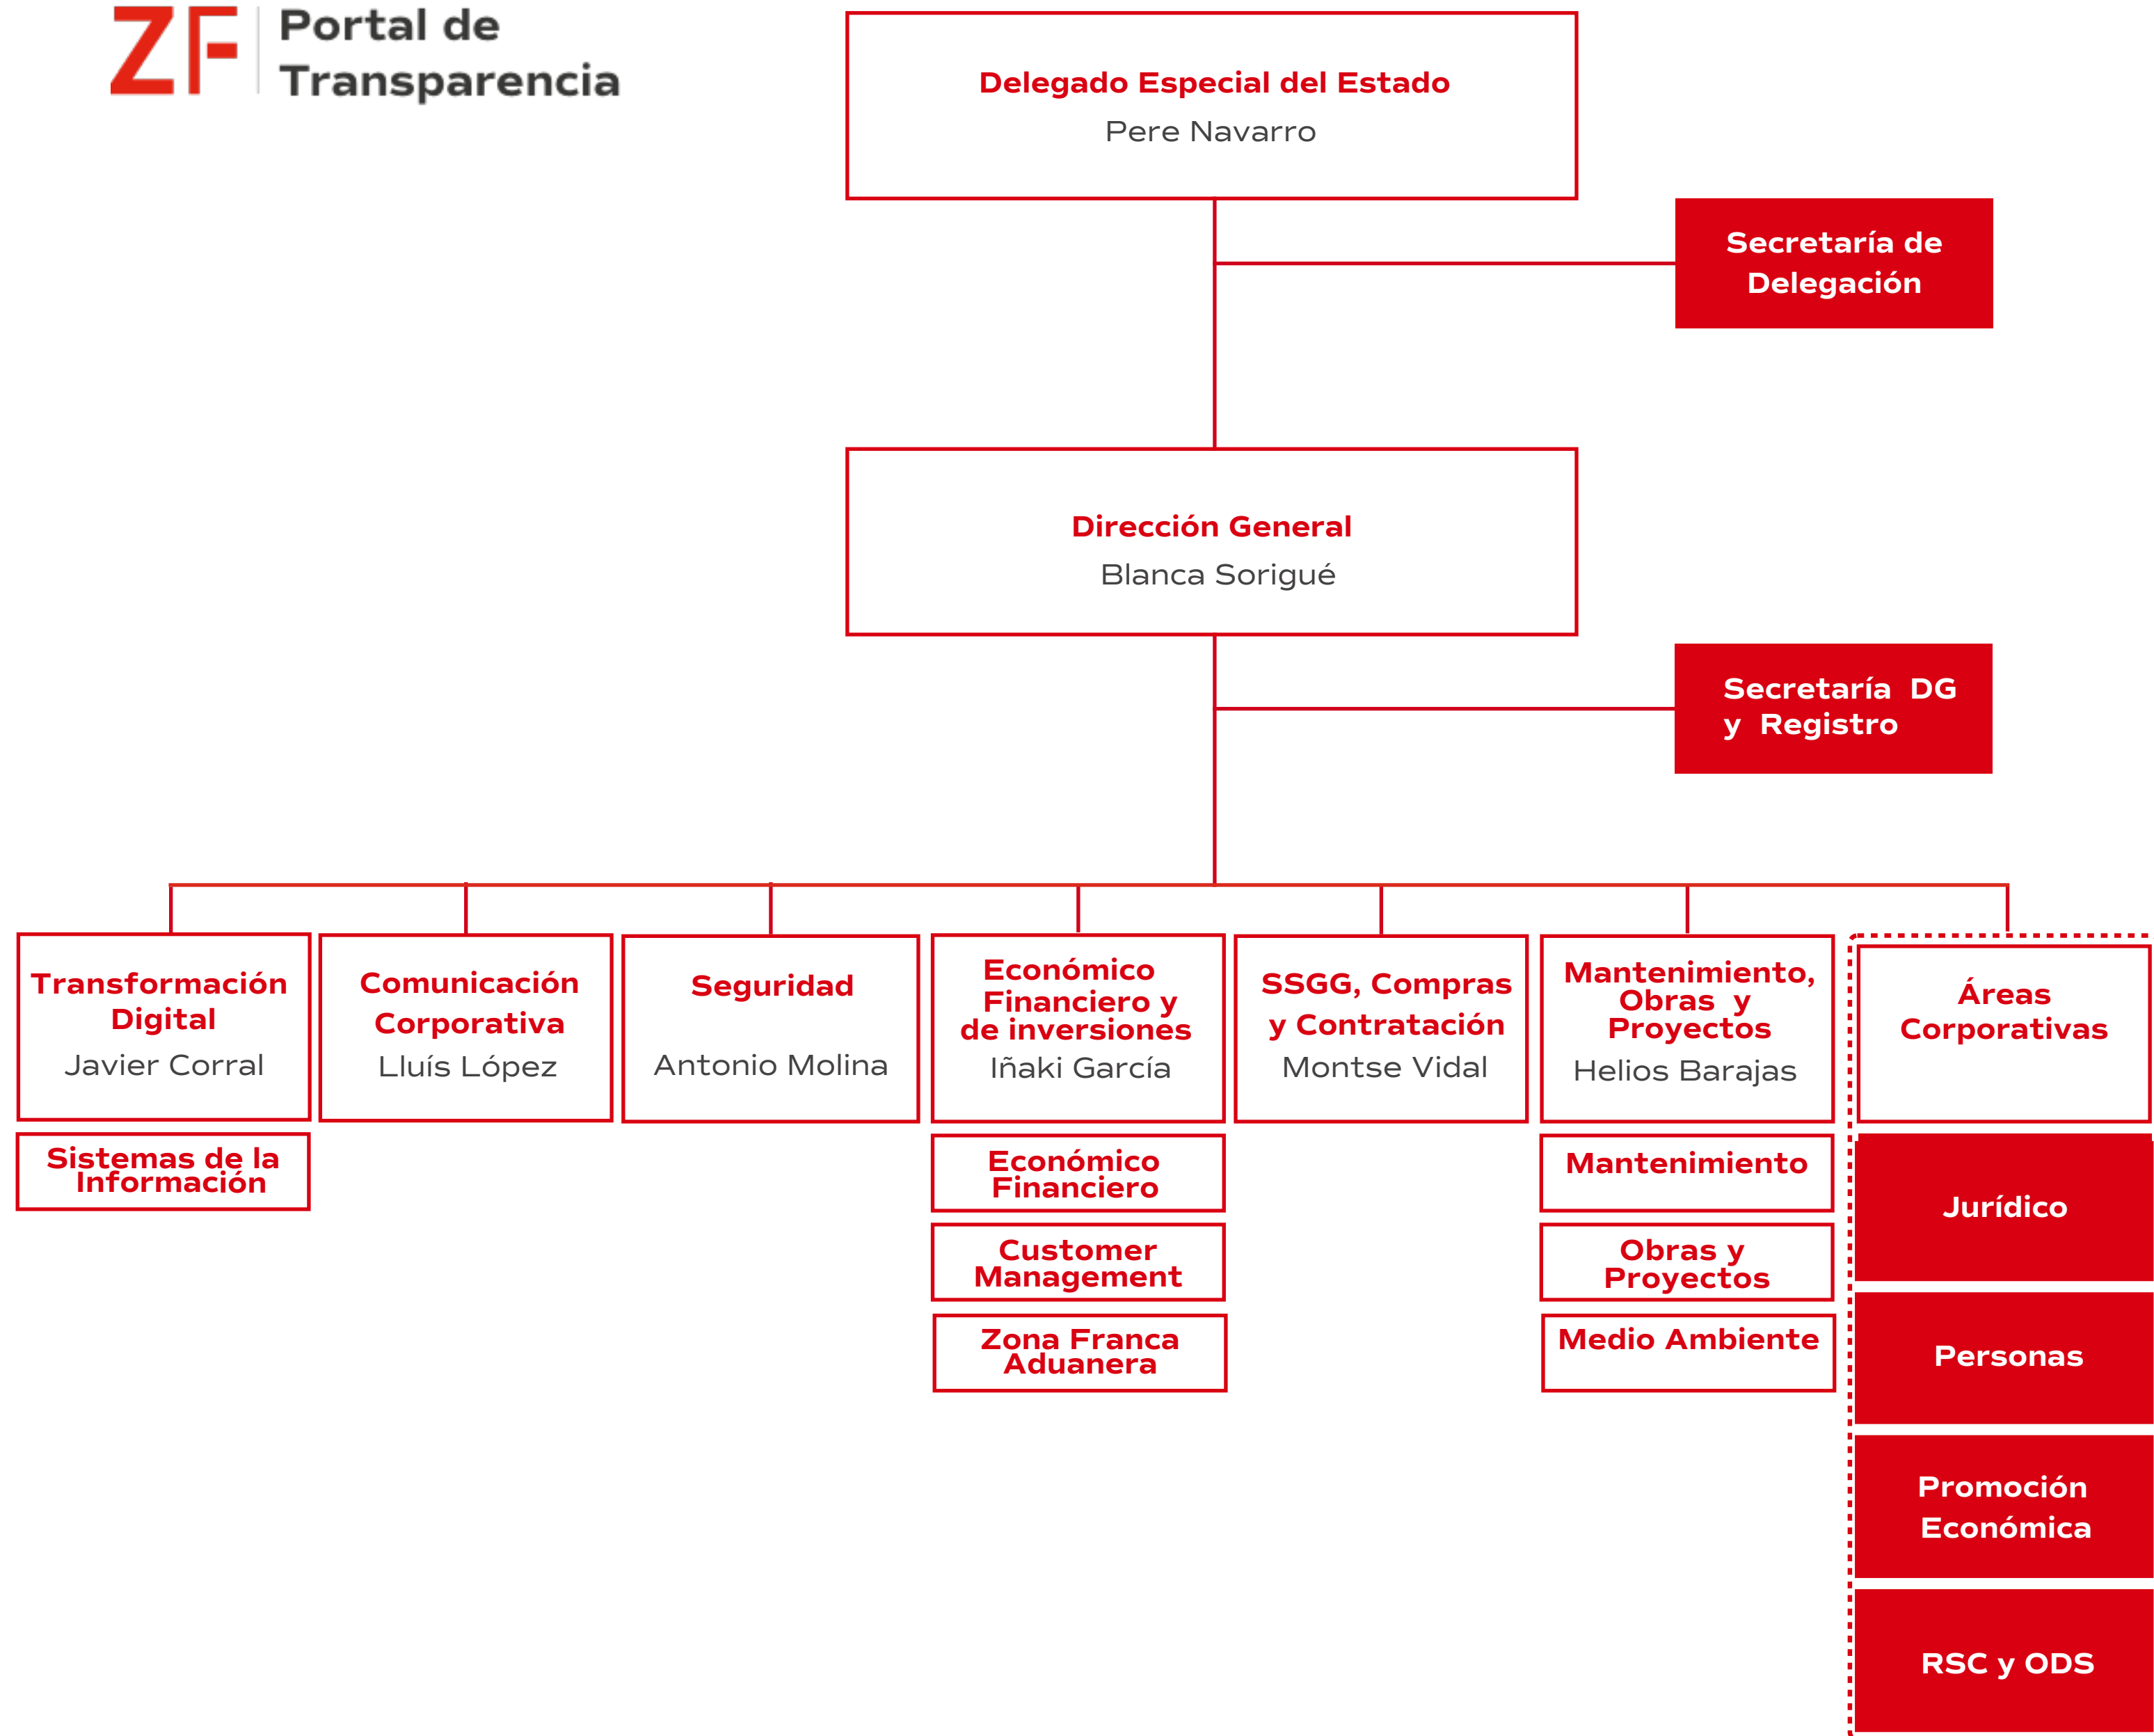 ZF
Portal de
Transparencia
Delegado Especial del Estado
Pere Navarro
Secretaría de
Delegación
Dirección General
Blanca Sorigué
Secretaría DG
y Registro
Transformación
Digital
Javier Corral
Sistemas de la
Información
Comunicación
Corporativa
Lluís López
Seguridad
Antonio Molina
Económico
Financiero y
de inversiones
Iñaki García
Económico
Financiero
Customer
Management
Zona Franca
Aduanera
SSGG, Compras
y Contratación
Montse Vidal
Mantenimiento,
Obras y
Proyectos
Helios Barajas
Mantenimiento
Obras y
Proyectos
Medio Ambiente
Áreas
Corporativas
Jurídico
Personas
Promoción
Económica
RSC y ODS